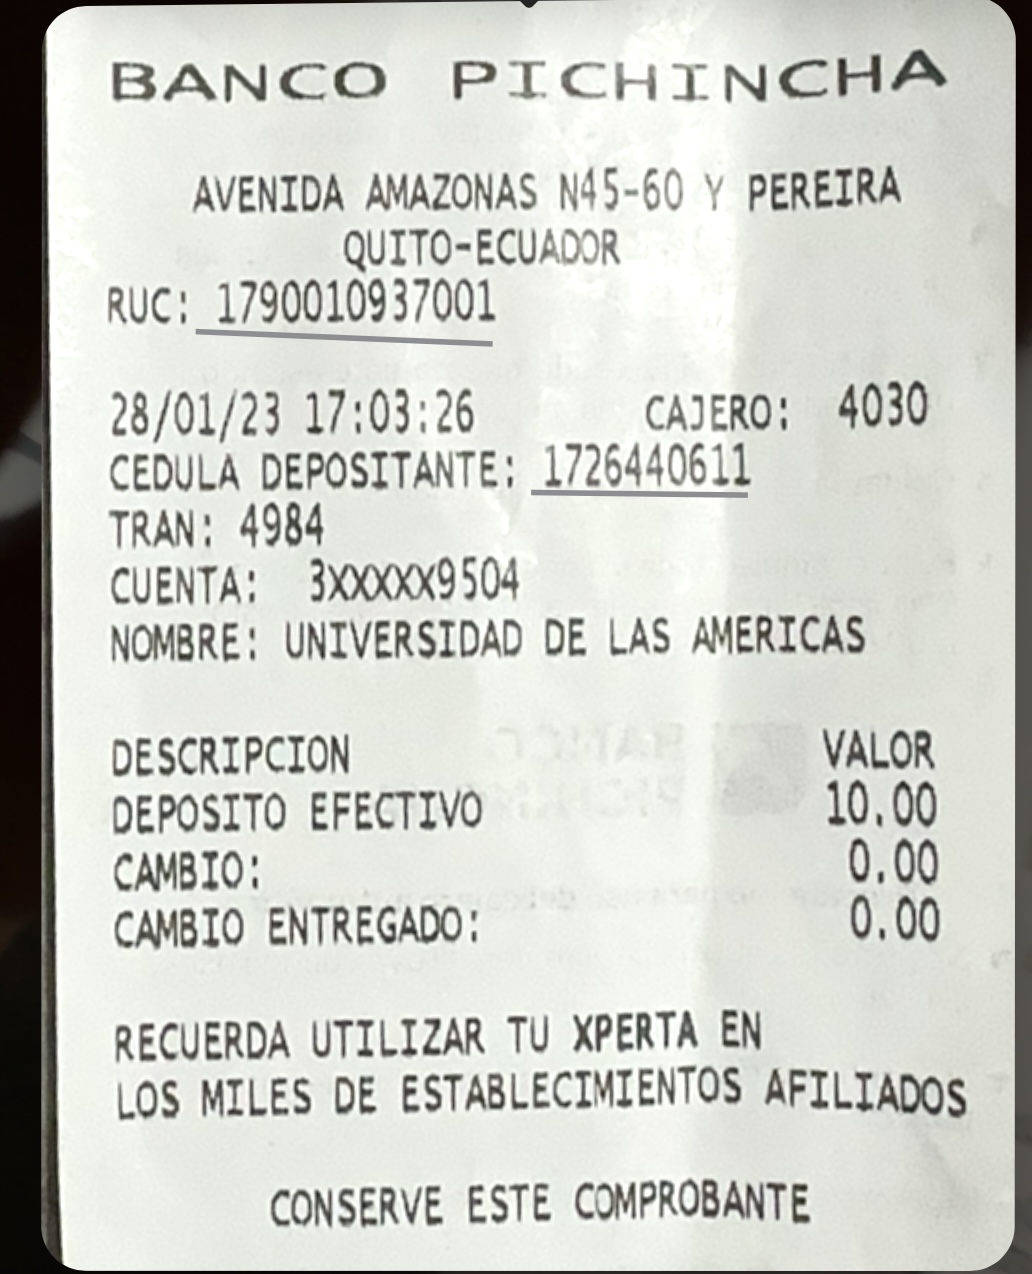 BANCO PICHINCHA
AVENIDA AMAZONAS N45-60 Y PEREIRA
QUITO-ECUADOR
RUC: 1790010937001
28/01/23 17:03:26 CAJERO: 4030
CEDULA DEPOSITANTE: 1726440611
TRAN: 4984
CUENTA: 3XXXXX9504
NOMBRE: UNIVERSIDAD DE LAS AMERICAS
DESCRIPCION VALOR
DEPOSITO EFECTIVO 10.00
CAMBIO: 0.00
CAMBIO ENTREGADO: 0.00
RECUERDA UTILIZAR TU XPERTA EN
LOS MILES DE ESTABLECIMIENTOS AFILIADOS
CONSERVE ESTE COMPROBANTE